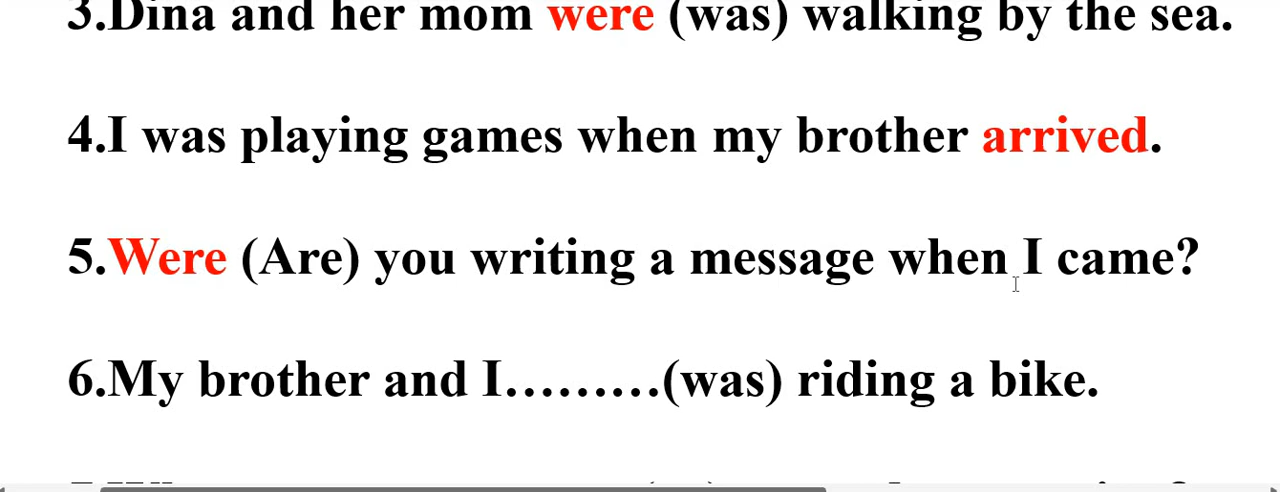 3.Dina and her mom were (was) walking by the sea.
4.I was playing games when my brother arrived.
5.Were (Are) you writing a message when I came?
6.My brother and I………(was) riding a bike.